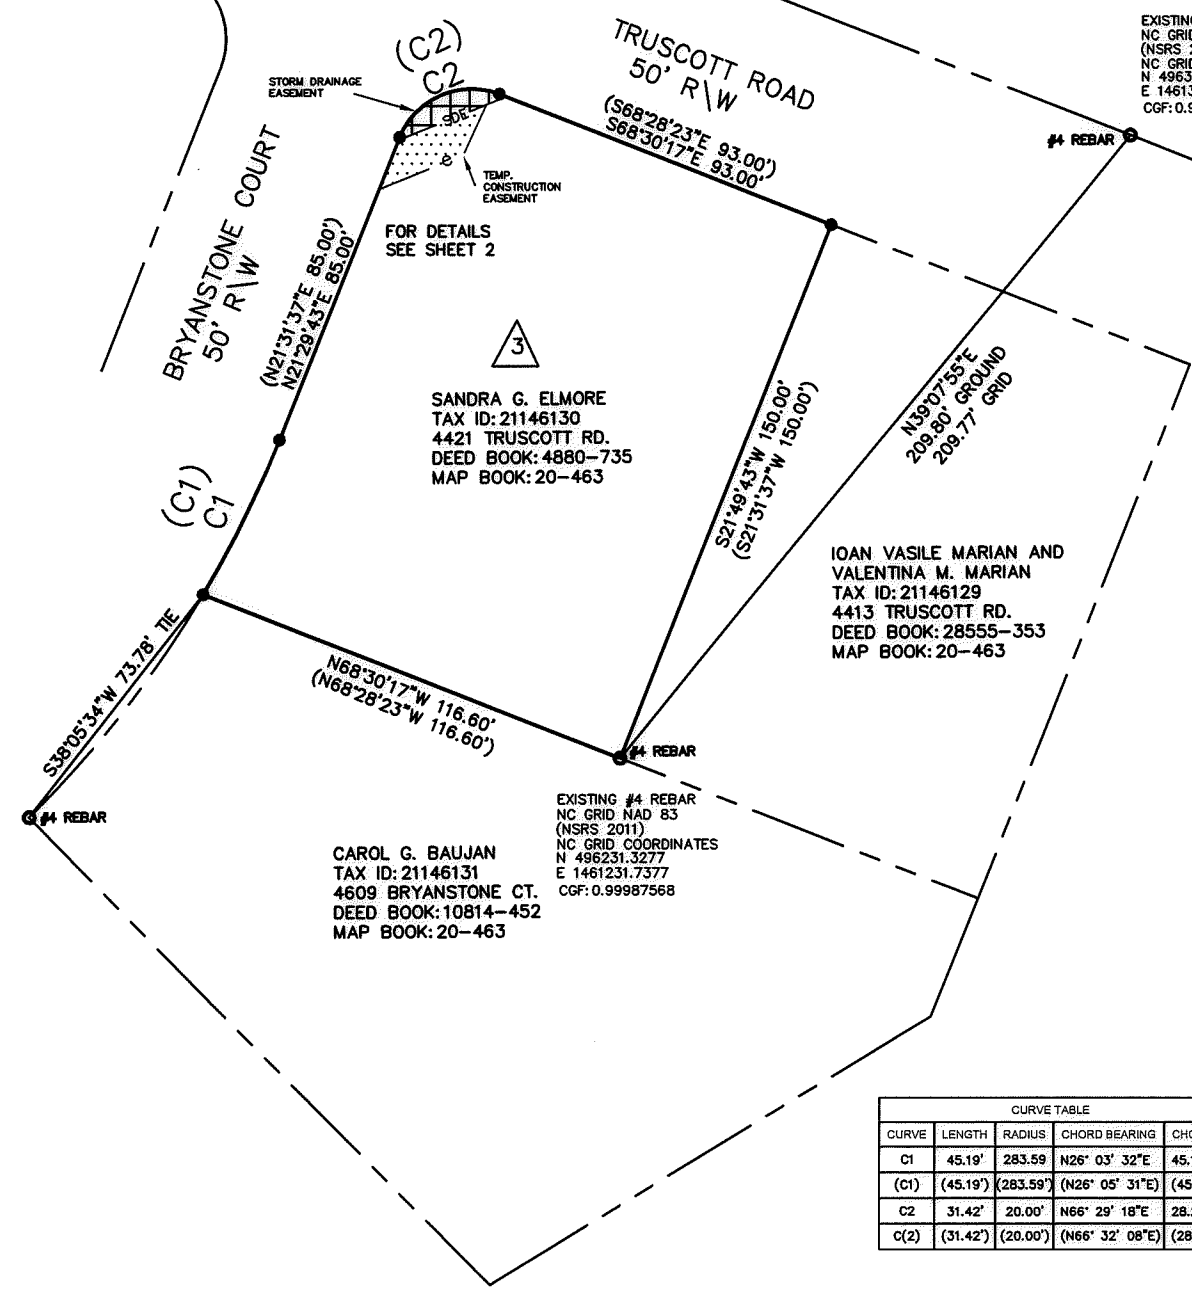 (C2)
C2
TRUSCOTT ROAD
50' R\W
(S68°28'23"E 93.00')
S68°30'17"E 93.00'
STORM DRAINAGE
EASEMENT
SDE
TEMP.
CONSTRUCTION
EASEMENT
FOR DETAILS
SEE SHEET 2
BRYANSTONE COURT
50' R\W
(N21°31'37"E 85.00')
N21°29'43"E 85.00'
#4 REBAR
NC GRID
E 1461
3
SANDRA G. ELMORE
TAX ID: 21146130
4421 TRUSCOTT RD.
DEED BOOK: 4880-735
MAP BOOK: 20-463
S21°49'43"W 150.00'
(S21°31'37"W 150.00')
N39°07'55"E
209.80' GROUND
209.77' GRID
(C1)
C1
IOAN VASILE MARIAN AND
VALENTINA M. MARIAN
TAX ID: 21146129
4413 TRUSCOTT RD.
DEED BOOK: 28555-353
MAP BOOK: 20-463
S38°05'34"W 73.78' TIE
N68°30'17"W 116.60'
(N68°28'23"W 116.60')
#4 REBAR
#4 REBAR
EXISTING #4 REBAR
NC GRID NAD 83
(NSRS 2011)
NC GRID COORDINATES
N 496231.3277
E 1461231.7377
CGF: 0.99987568
CAROL G. BAUJAN
TAX ID: 21146131
4609 BRYANSTONE CT.
DEED BOOK: 10814-452
MAP BOOK: 20-463
CURVE TABLE
CURVE LENGTH RADIUS CHORD BEARING
C1 45.19' 283.59 N26° 03' 32"E
(C1) (45.19') (283.59') (N26° 05' 31"E)
C2 31.42' 20.00' N66° 29' 18"E
C(2) (31.42') (20.00') (N66° 32' 08"E)